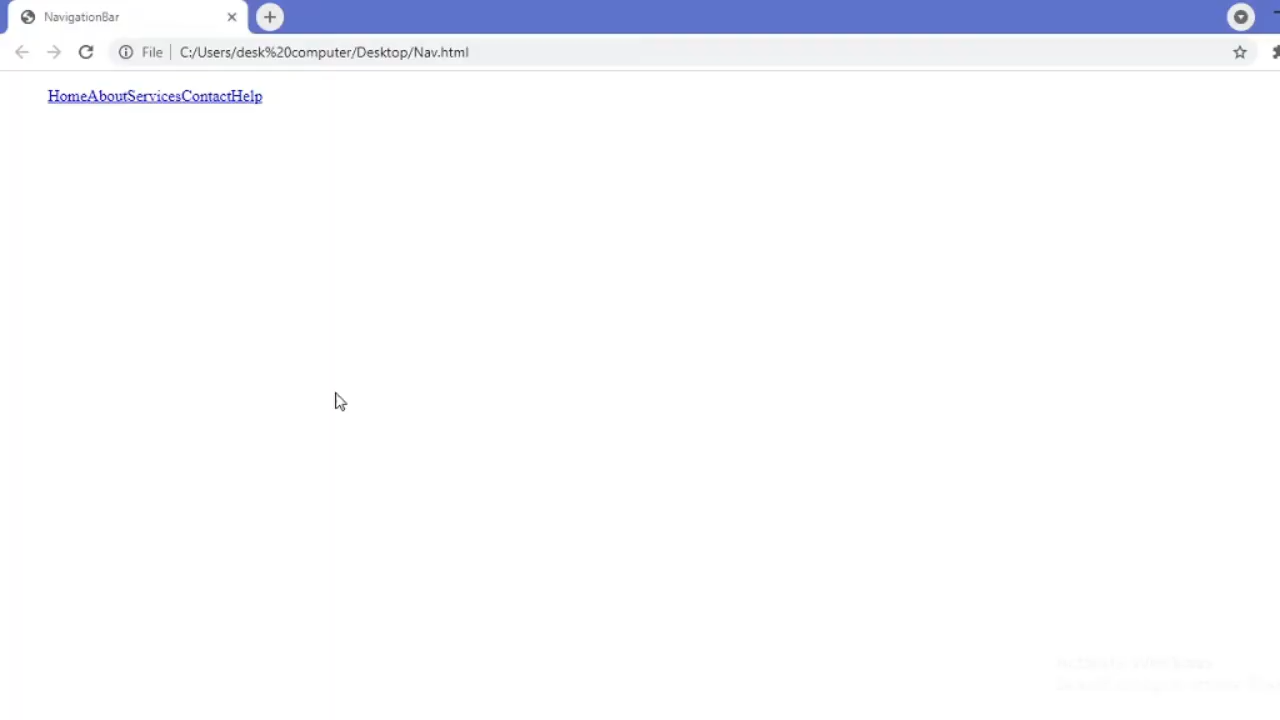 NavigationBar
File C:/Users/desk%20computer/Desktop/Nav.html
HomeAboutServicesContactHelp